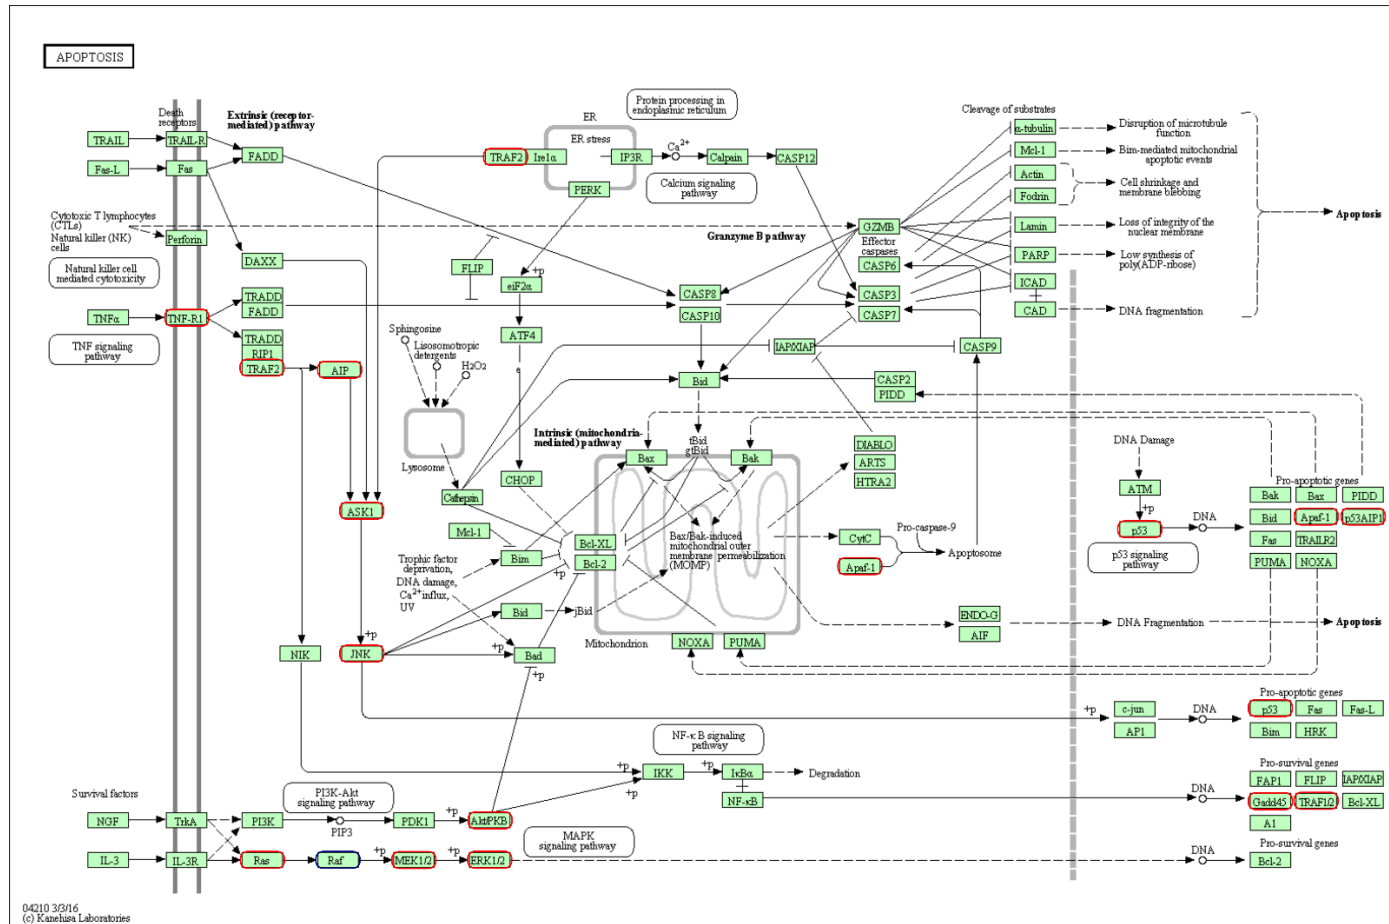 APOPTOSIS
Death
receptors
Extrinsic (receptor-
mediated) pathway
TRAIL
TRAIL-R
FADD
Fas-L
Fas
Cytotoxic T lymphocytes
(CTLs)
Natural killer (NK)
cells
Perforin
Natural killer cell
mediated cytotoxicity
DAXX
TNFα
TNF-R1
TRADD
FADD
TRADD
RIP1
TRAF2
AIP
TNF signaling
pathway
Protein processing in
endoplasmic reticulum
ER
ER stress
TRAF2
Ire1α
IP3R
Ca2+
Calpain
CASP12
PERK
Calcium signaling
pathway
Granzyme B pathway
GZMB
Effector
caspases
CASP6
CASP3
CASP7
FLIP
+p
eiF2α
ATF4
e
CASP8
CASP10
IAP/XIAP
CASP9
Bid
CASP2
PIDD
Cleavage of substrates
α-tubulin
Disruption of microtubule
function
Mcl-1
Bim-mediated mitochondrial
apoptotic events
Actin
Fodrin
Cell shrinkage and
membrane blebbing
Lamin
Loss of integrity of the
nuclear membrane
PARP
Low synthesis of
poly(ADP-ribose)
ICAD
CAD
DNA fragmentation
Apoptosis
Sphingosine
Lisosomotropic
detergents
H2O2
Lysosome
Cathepsin
Intrinsic (mitochondria-
mediated) pathway
tBid
gtBid
Bax
Bak
CHOP
DIABLO
ARTS
HTRA2
ASK1
Mcl-1
Bim
Bcl-XL
Bcl-2
+p
Bax/Bak-induced
mitochondrial outer
membrane permeabilization
(MOMP)
CytC
Pro-caspase-9
Apaf-1
Apoptosome
Trophic factor
deprivation,
DNA damage,
Ca2+ influx,
UV
Bid
jBid
+p
+p
Bad
+p
Mitochondrion
NOXA
PUMA
ENDO-G
AIF
DNA Fragmentation
Apoptosis
DNA Damage
ATM
+p
p53
DNA
p53 signaling
pathway
Pro-apoptotic genes
Bak
Bax
PIDD
Bid
Apaf-1
p53AIP1
Fas
TRAILR2
PUMA
NOXA
NIK
+p
JNK
+p
c-jun
AP1
DNA
Pro-apoptotic genes
p53
Fas
Fas-L
Bim
HRK
NF-κB signaling
pathway
+p
IKK
+p
+p
IκBα
Degradation
NF-κB
DNA
Pro-survival genes
FAP1
FLIP
IAP/XIAP
Gadd45
TRAF1/2
Bcl-XL
A1
Survival factors
PI3K-Akt
signaling pathway
NGF
TrkA
PI3K
PIP3
PDK1
+p
Akt/PKB
MAPK
signaling pathway
IL-3
IL-3R
Ras
Raf
+p
MEK1/2
+p
ERK1/2
DNA
Pro-survival genes
Bcl-2
04210 3/3/16
(c) Kanehisa Laboratories